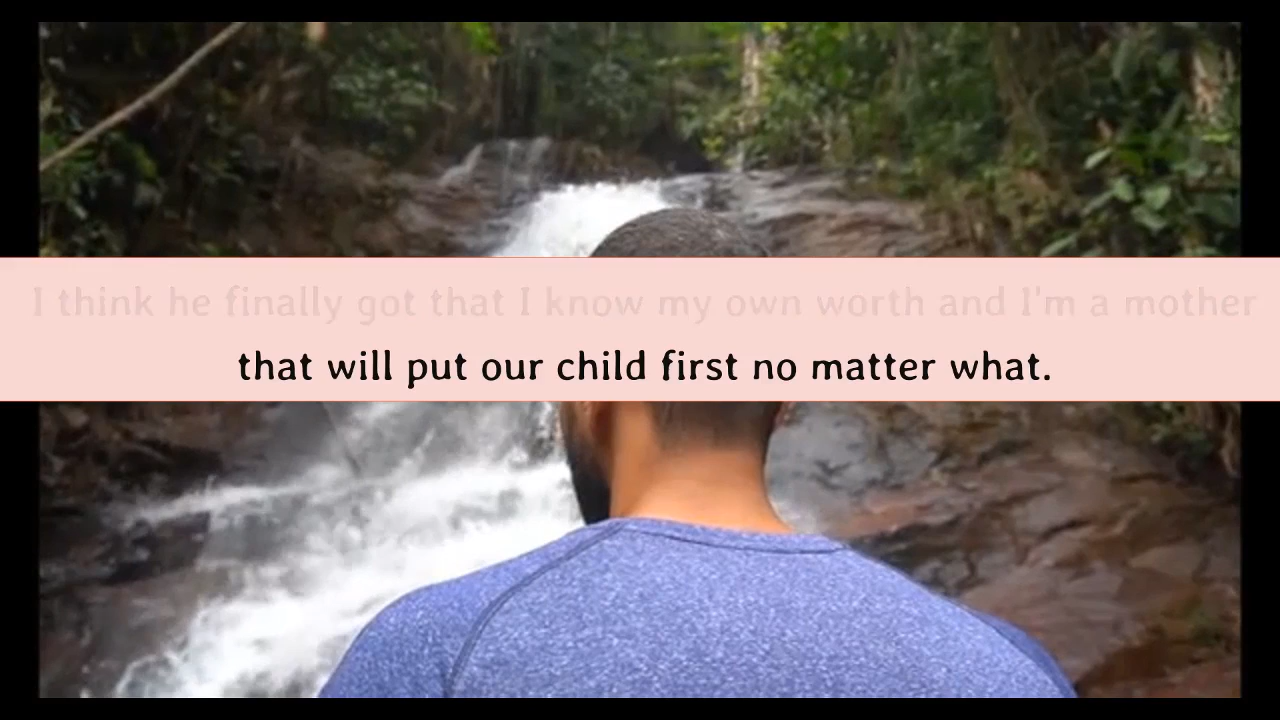 I think he finally got that I know my own worth and I'm a mother
that will put our child first no matter what.